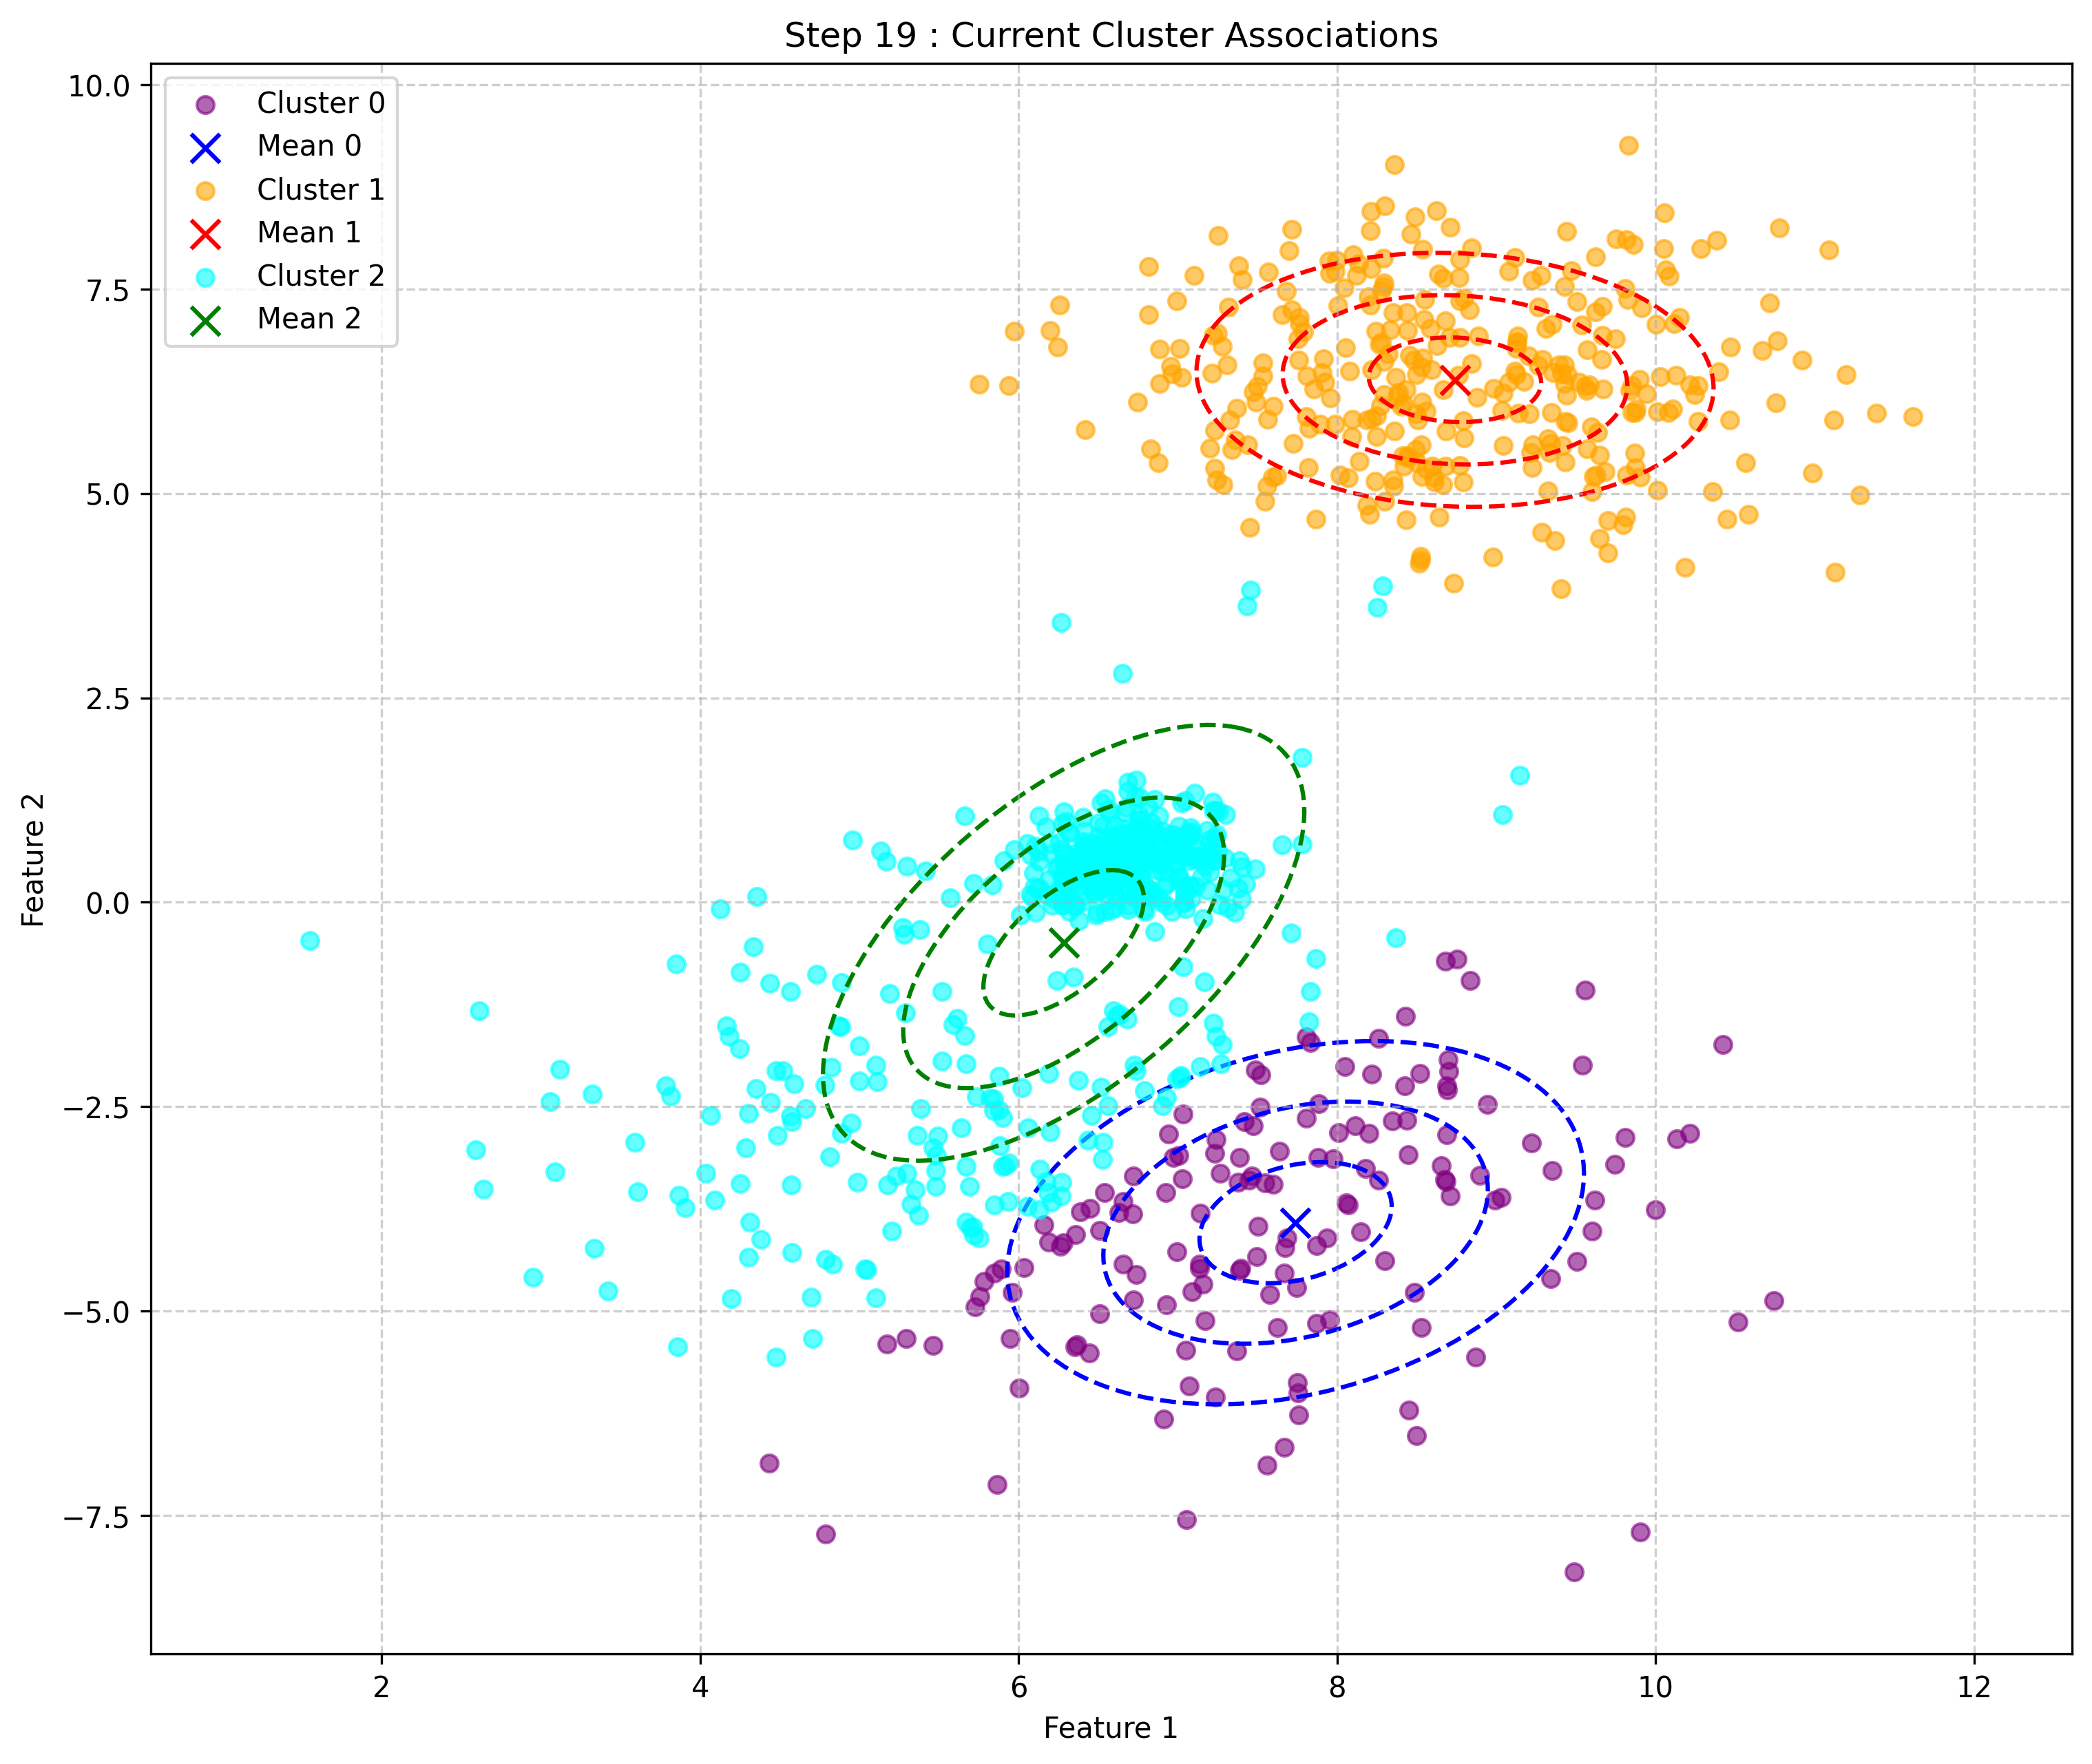 Step 19 : Current Cluster Associations
Cluster 0
Mean 0
Cluster 1
Mean 1
Cluster 2
Mean 2
10.0
7.5
5.0
2.5
0.0
−2.5
−5.0
−7.5
Feature 2
2 4 6 8 10 12
Feature 1